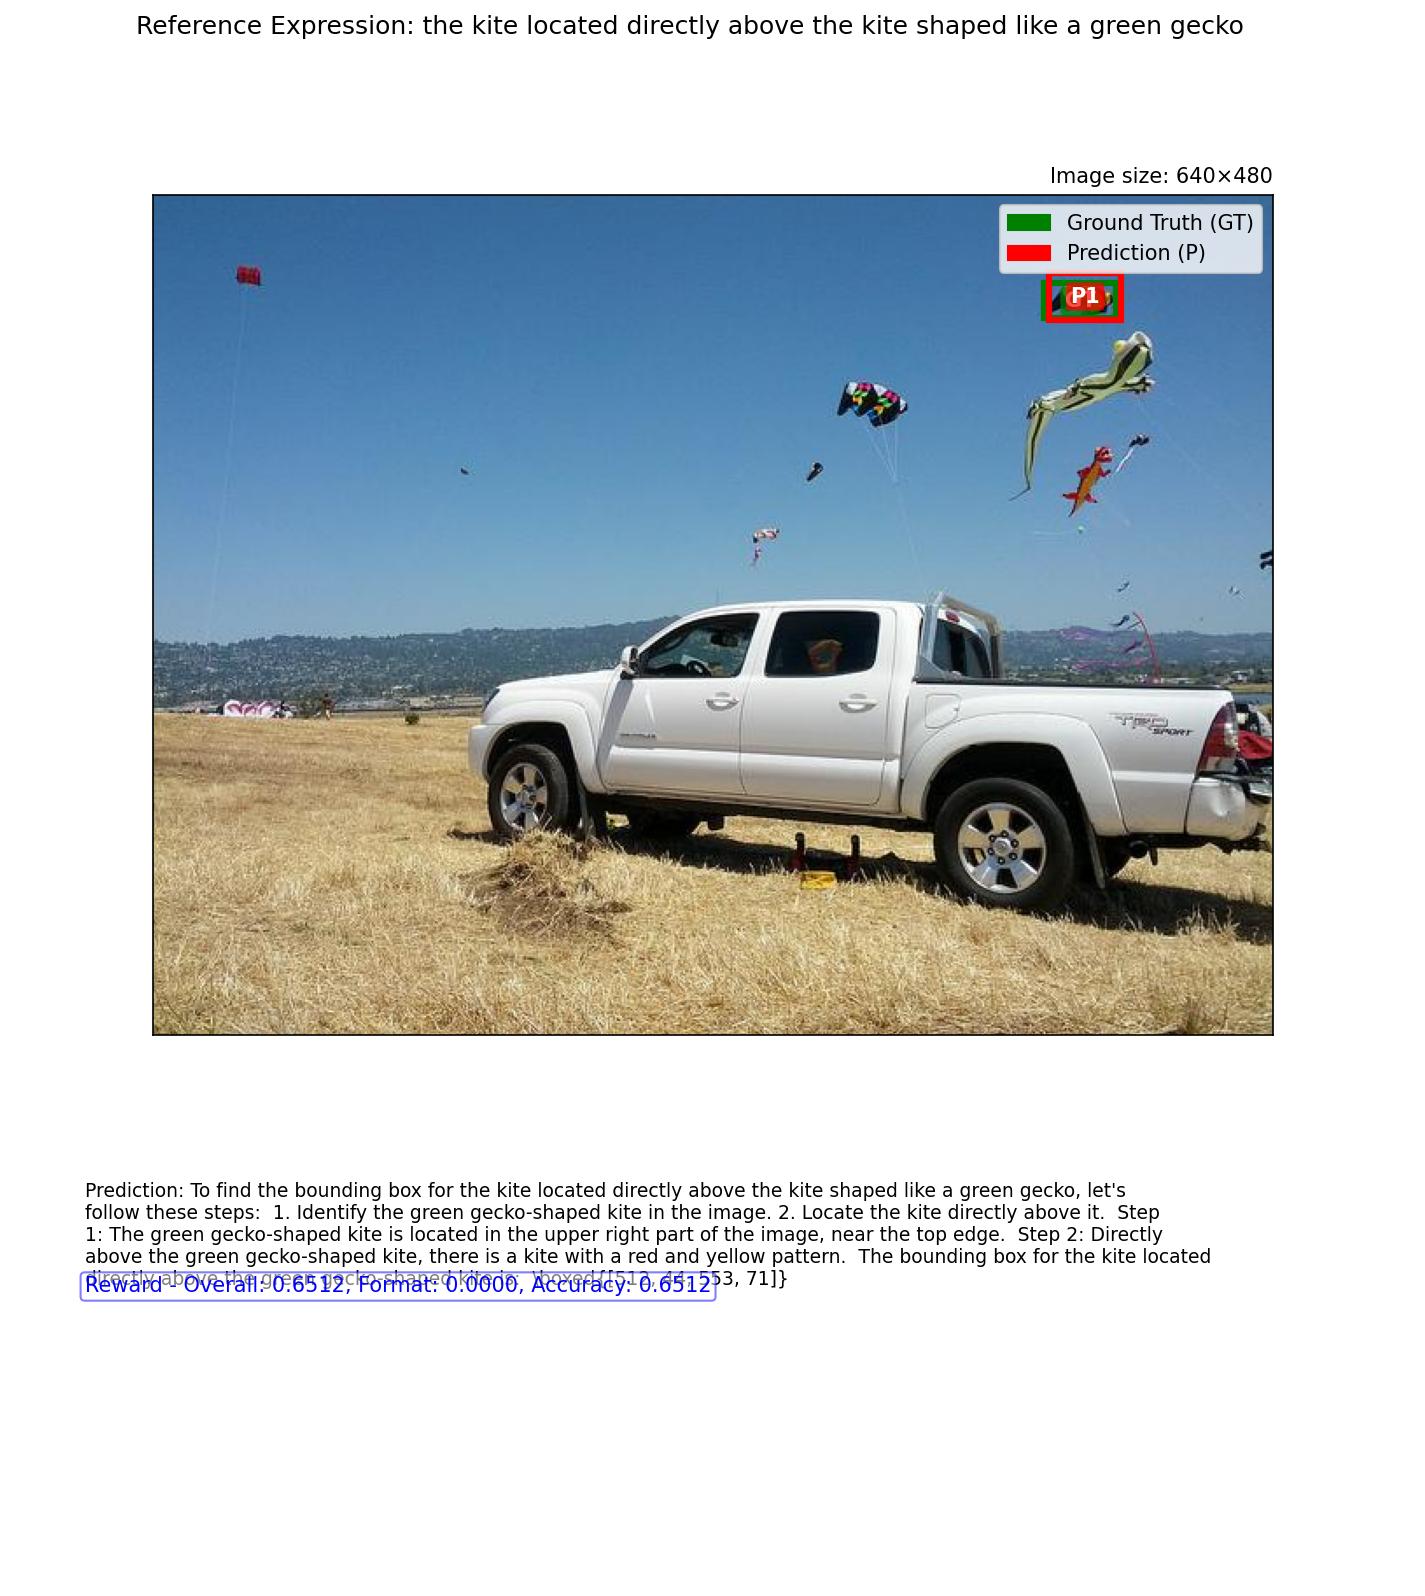 Reference Expression: the kite located directly above the kite shaped like a green gecko
Image size: 640×480
Ground Truth (GT)
Prediction (P)
P1
TRD
SPORT
Prediction: To find the bounding box for the kite located directly above the kite shaped like a green gecko, let's
follow these steps:  1. Identify the green gecko-shaped kite in the image. 2. Locate the kite directly above it.  Step
1: The green gecko-shaped kite is located in the upper right part of the image, near the top edge.  Step 2: Directly
above the green gecko-shaped kite, there is a kite with a red and yellow pattern.  The bounding box for the kite located
directly above the green gecko-shaped kite is:  \boxed{[512, 44, 553, 71]}
Reward - Overall: 0.6512, Format: 0.0000, Accuracy: 0.6512